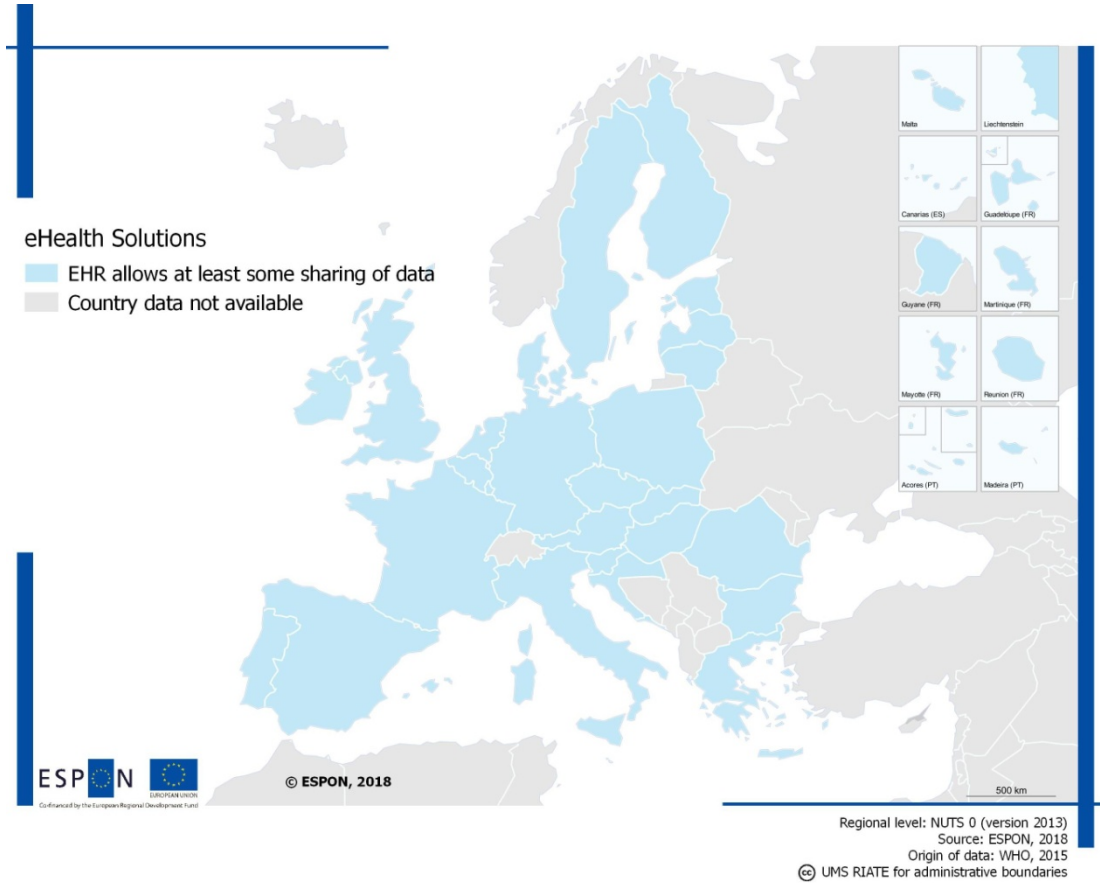 eHealth Solutions
EHR allows at least some sharing of data
Country data not available
Malta
Liechtenstein
Canarias (ES)
Guadeloupe (FR)
Guyane (FR)
Martinique (FR)
Mayotte (FR)
Reunion (FR)
Acores (PT)
Madeira (PT)
ESPON
EUROPEAN UNION
Co-financed by the European Regional Development Fund
© ESPON, 2018
500 km
Regional level: NUTS 0 (version 2013)
Source: ESPON, 2018
Origin of data: WHO, 2015
(cc) UMS RIATE for administrative boundaries